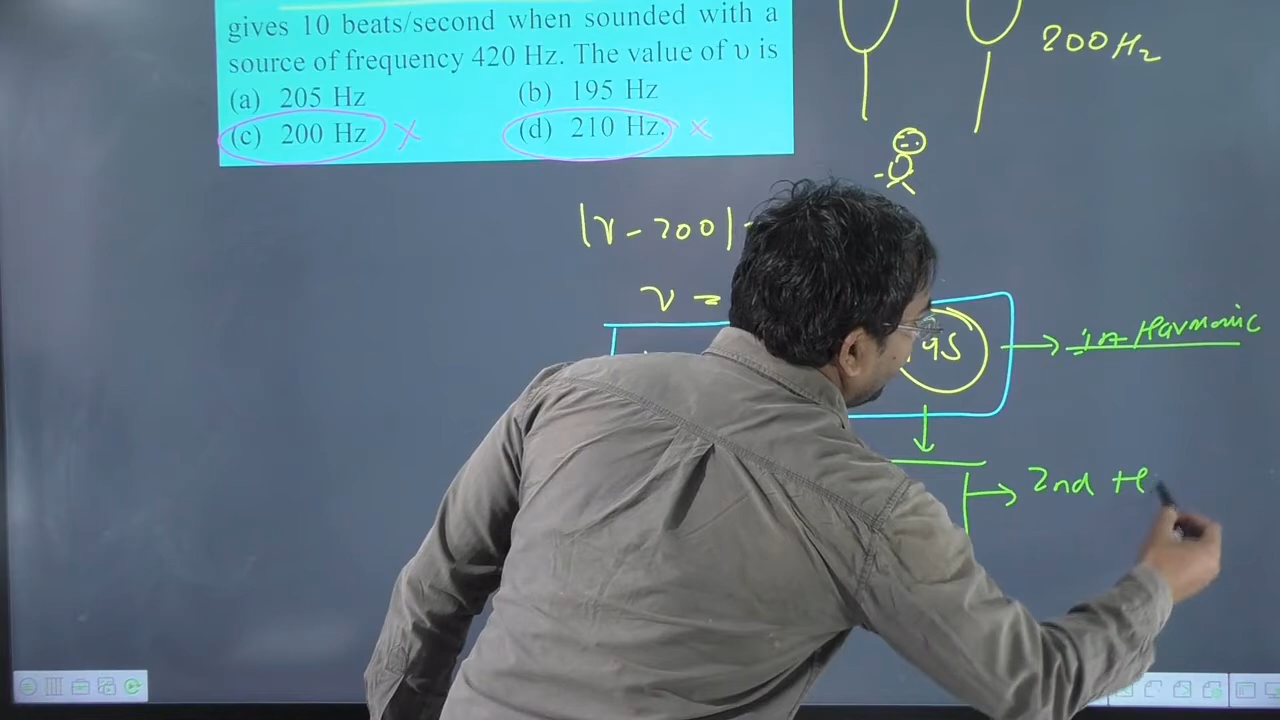 gives 10 beats/second when sounded with a
source of frequency 420 Hz. The value of υ is
(a) 205 Hz (b) 195 Hz
(c) 200 Hz X (d) 210 Hz. X
200 Hz
|ν - 200|
ν =
95
Harmonic
2nd H